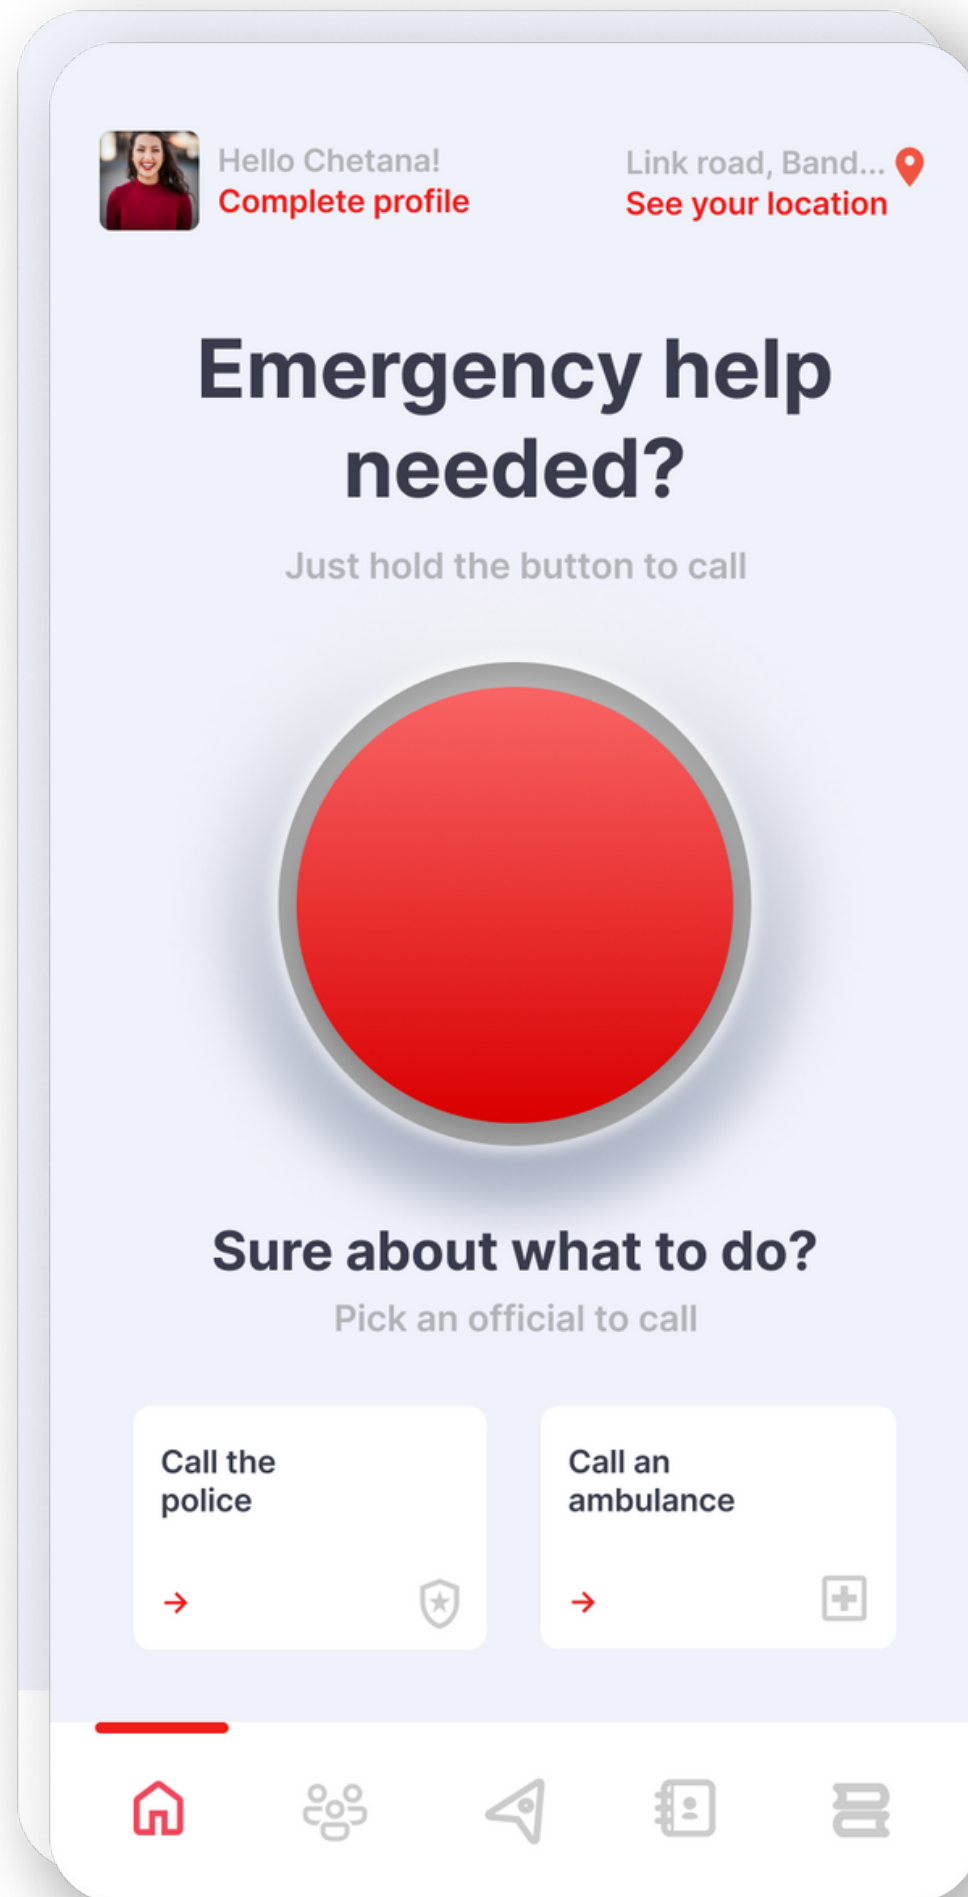 Hello Chetana!
Complete profile
Link road, Band...
See your location
Emergency help
needed?
Just hold the button to call
Sure about what to do?
Pick an official to call
Call the
police
Call an
ambulance